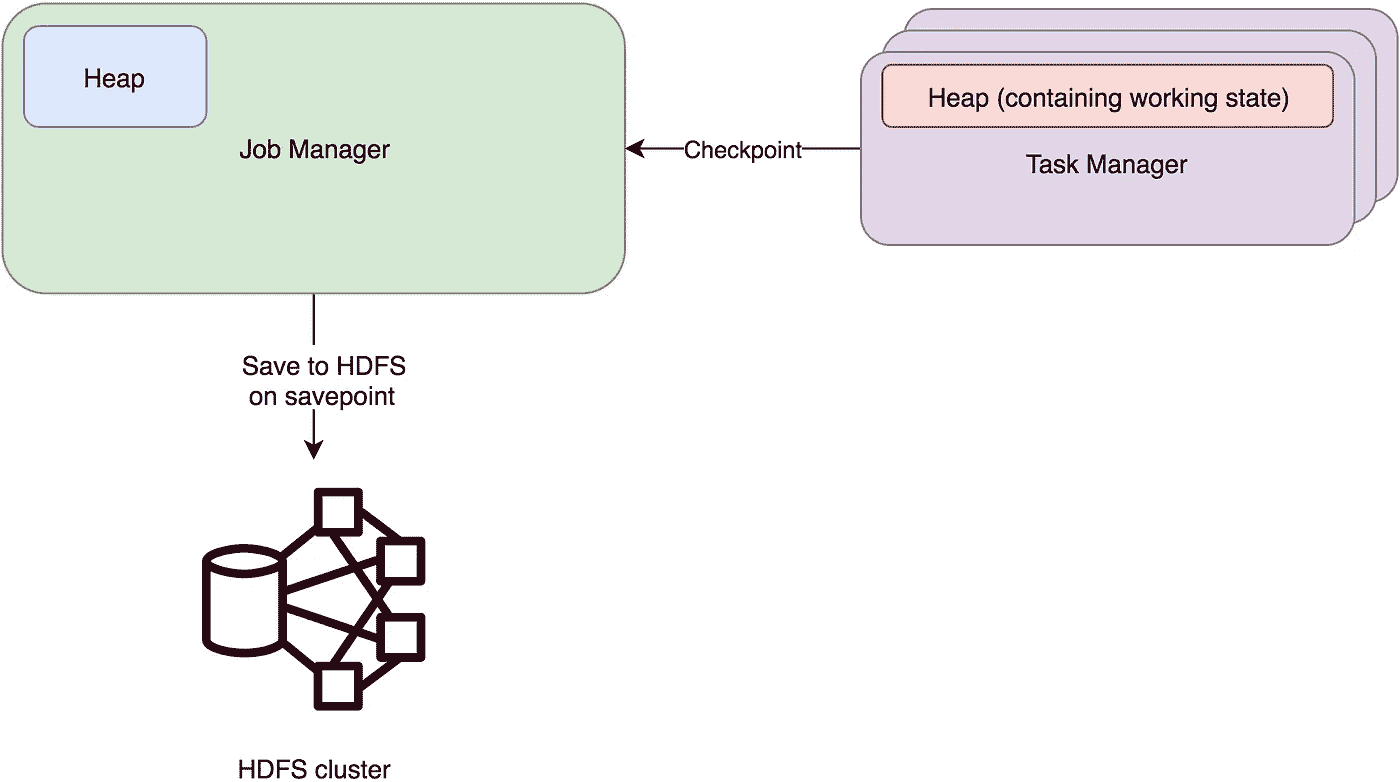 Heap
Job Manager
Checkpoint
Heap (containing working state)
Task Manager
Save to HDFS
on savepoint
HDFS cluster